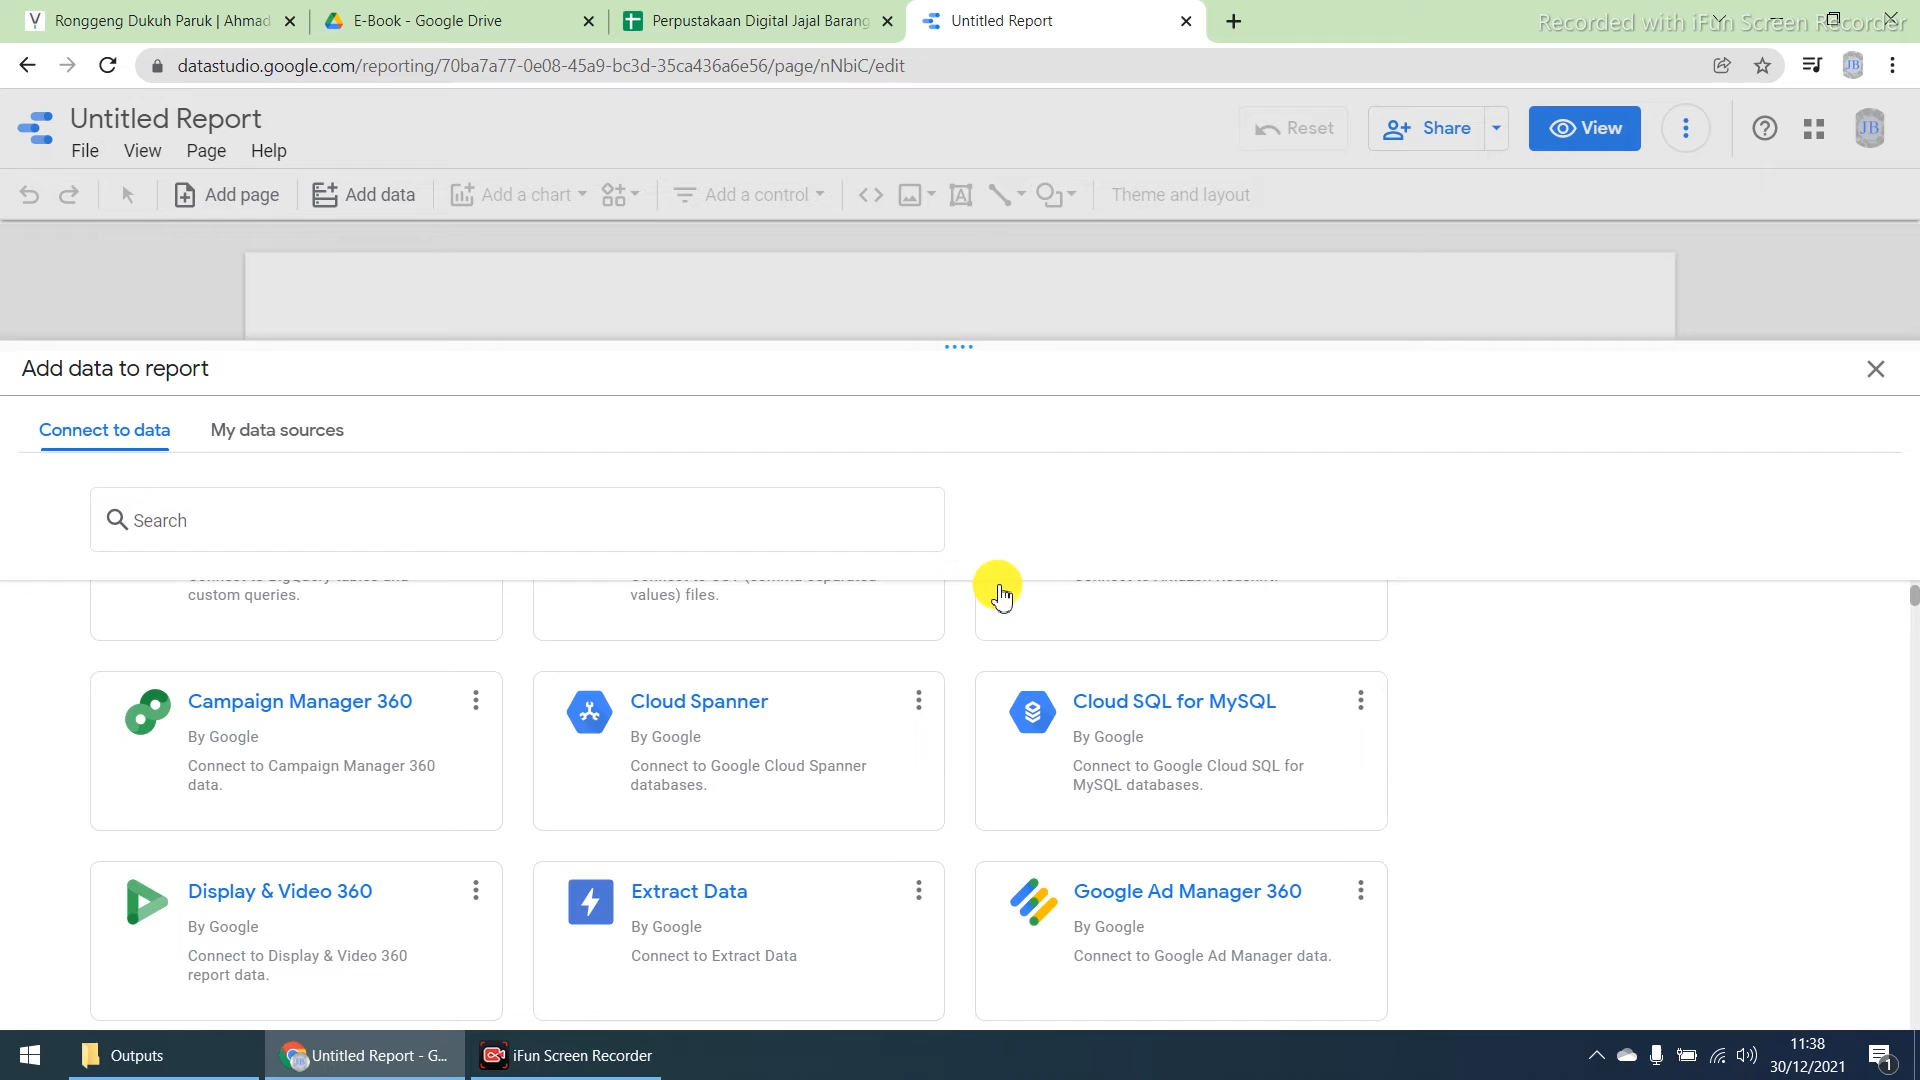 Ronggeng Dukuh Paruk | Ahmad
E-Book - Google Drive
Perpustakaan Digital Jajal Barang
Untitled Report
Recorded with iFun Screen Recorder
datastudio.google.com/reporting/70ba7a77-0e08-45a9-bc3d-35ca436a6e56/page/nNbiC/edit
JB
Untitled Report
File View Page Help
Reset
Share
View
JB
Add page
Add data
Add a chart
Add a control
Theme and layout
Add data to report
Connect to data
My data sources
Search
custom queries.
values) files.
Campaign Manager 360
By Google
Connect to Campaign Manager 360
data.
Cloud Spanner
By Google
Connect to Google Cloud Spanner
databases.
Cloud SQL for MySQL
By Google
Connect to Google Cloud SQL for
MySQL databases.
Display & Video 360
By Google
Connect to Display & Video 360
report data.
Extract Data
By Google
Connect to Extract Data
Google Ad Manager 360
By Google
Connect to Google Ad Manager data.
Outputs
Untitled Report - G...
iFun Screen Recorder
11:38
30/12/2021
1